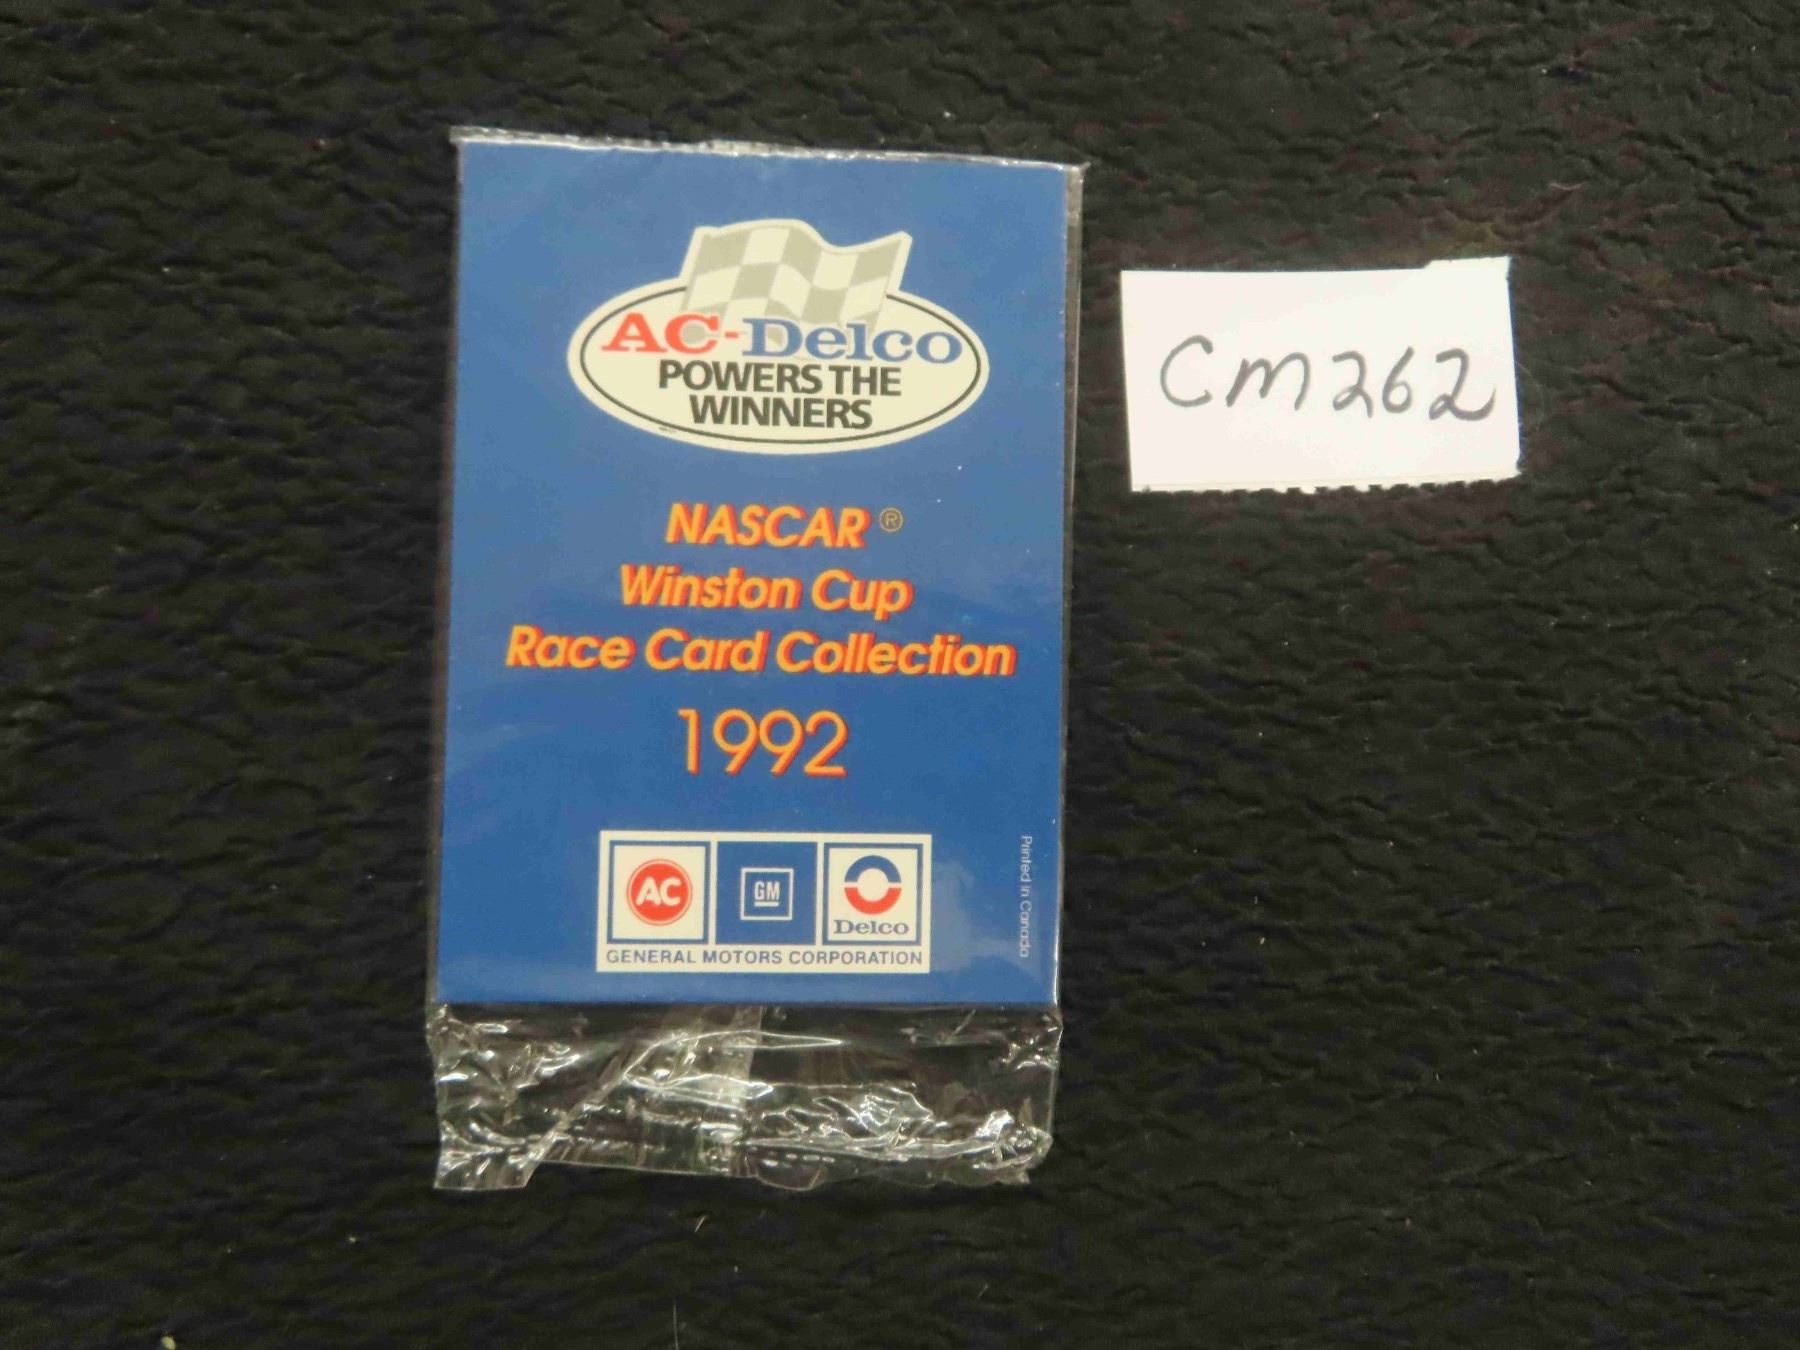 AC-Delco
POWERS THE
WINNERS
NASCAR ®
Winston Cup
Race Card Collection
1992
AC
GM
Delco
GENERAL MOTORS CORPORATION
Printed in Canada
CM262